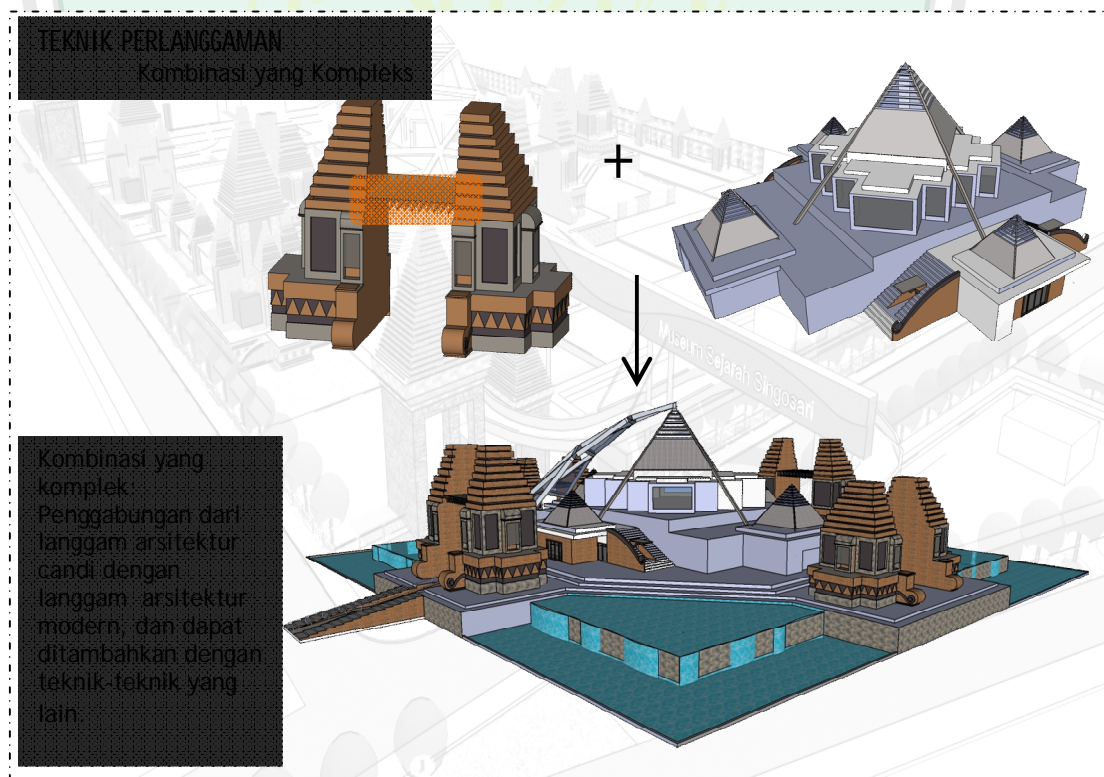 TEKNIK PERLANGGAMAN
Kombinasi yang Kompleks
+
Museum Sejarah Singosari
Kombinasi yang
komplek:
Penggabungan dari
langgam arsitektur
candi dengan
langgam arsitektur
modern, dan dapat
ditambahkan dengan
teknik-teknik yang
lain.